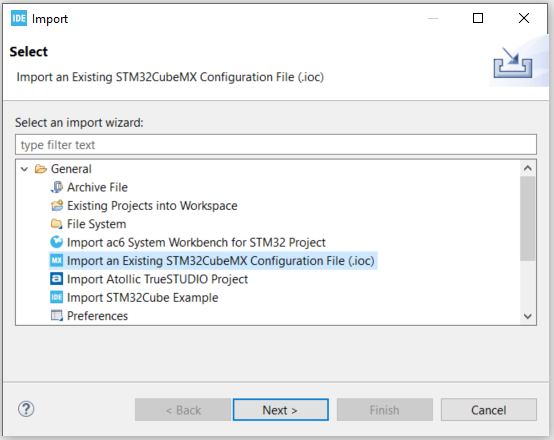 IDE Import
Select
Import an Existing STM32CubeMX Configuration File (.ioc)
Select an import wizard:
type filter text
General
Archive File
Existing Projects into Workspace
File System
Import ac6 System Workbench for STM32 Project
MX Import an Existing STM32CubeMX Configuration File (.ioc)
a Import Atollic TrueSTUDIO Project
IDE Import STM32Cube Example
Preferences
? < Back Next > Finish Cancel